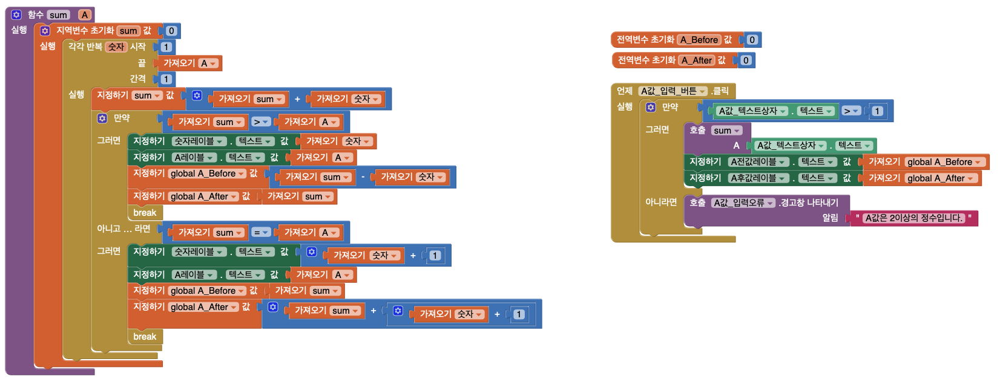 함수 sum A
실행 지역변수 초기화 sum 값 0
실행 각각 반복 숫자 시작 1
끝 가져오기 A
간격 1
실행 지정하기 sum 값 가져오기 sum + 가져오기 숫자
만약 가져오기 sum > 가져오기 A
그러면 지정하기 숫자레이블 . 텍스트 값 가져오기 숫자
지정하기 A레이블 . 텍스트 값 가져오기 A
지정하기 global A_Before 값 가져오기 sum - 가져오기 숫자
지정하기 global A_After 값 가져오기 sum
break
아니고 ... 라면 가져오기 sum = 가져오기 A
그러면 지정하기 숫자레이블 . 텍스트 값 가져오기 숫자 + 1
지정하기 A레이블 . 텍스트 값 가져오기 A
지정하기 global A_Before 값 가져오기 sum
지정하기 global A_After 값 가져오기 sum + 가져오기 숫자 + 1
break
전역변수 초기화 A_Before 값 0
전역변수 초기화 A_After 값 0
언제 A값_입력_버튼 .클릭
실행 만약 A값_텍스트상자 . 텍스트 > 1
그러면 호출 sum
A A값_텍스트상자 . 텍스트
지정하기 A전값레이블 . 텍스트 값 가져오기 global A_Before
지정하기 A후값레이블 . 텍스트 값 가져오기 global A_After
아니라면 호출 A값_입력오류 .경고창 나타내기
알림 " A값은 2이상의 정수입니다. "